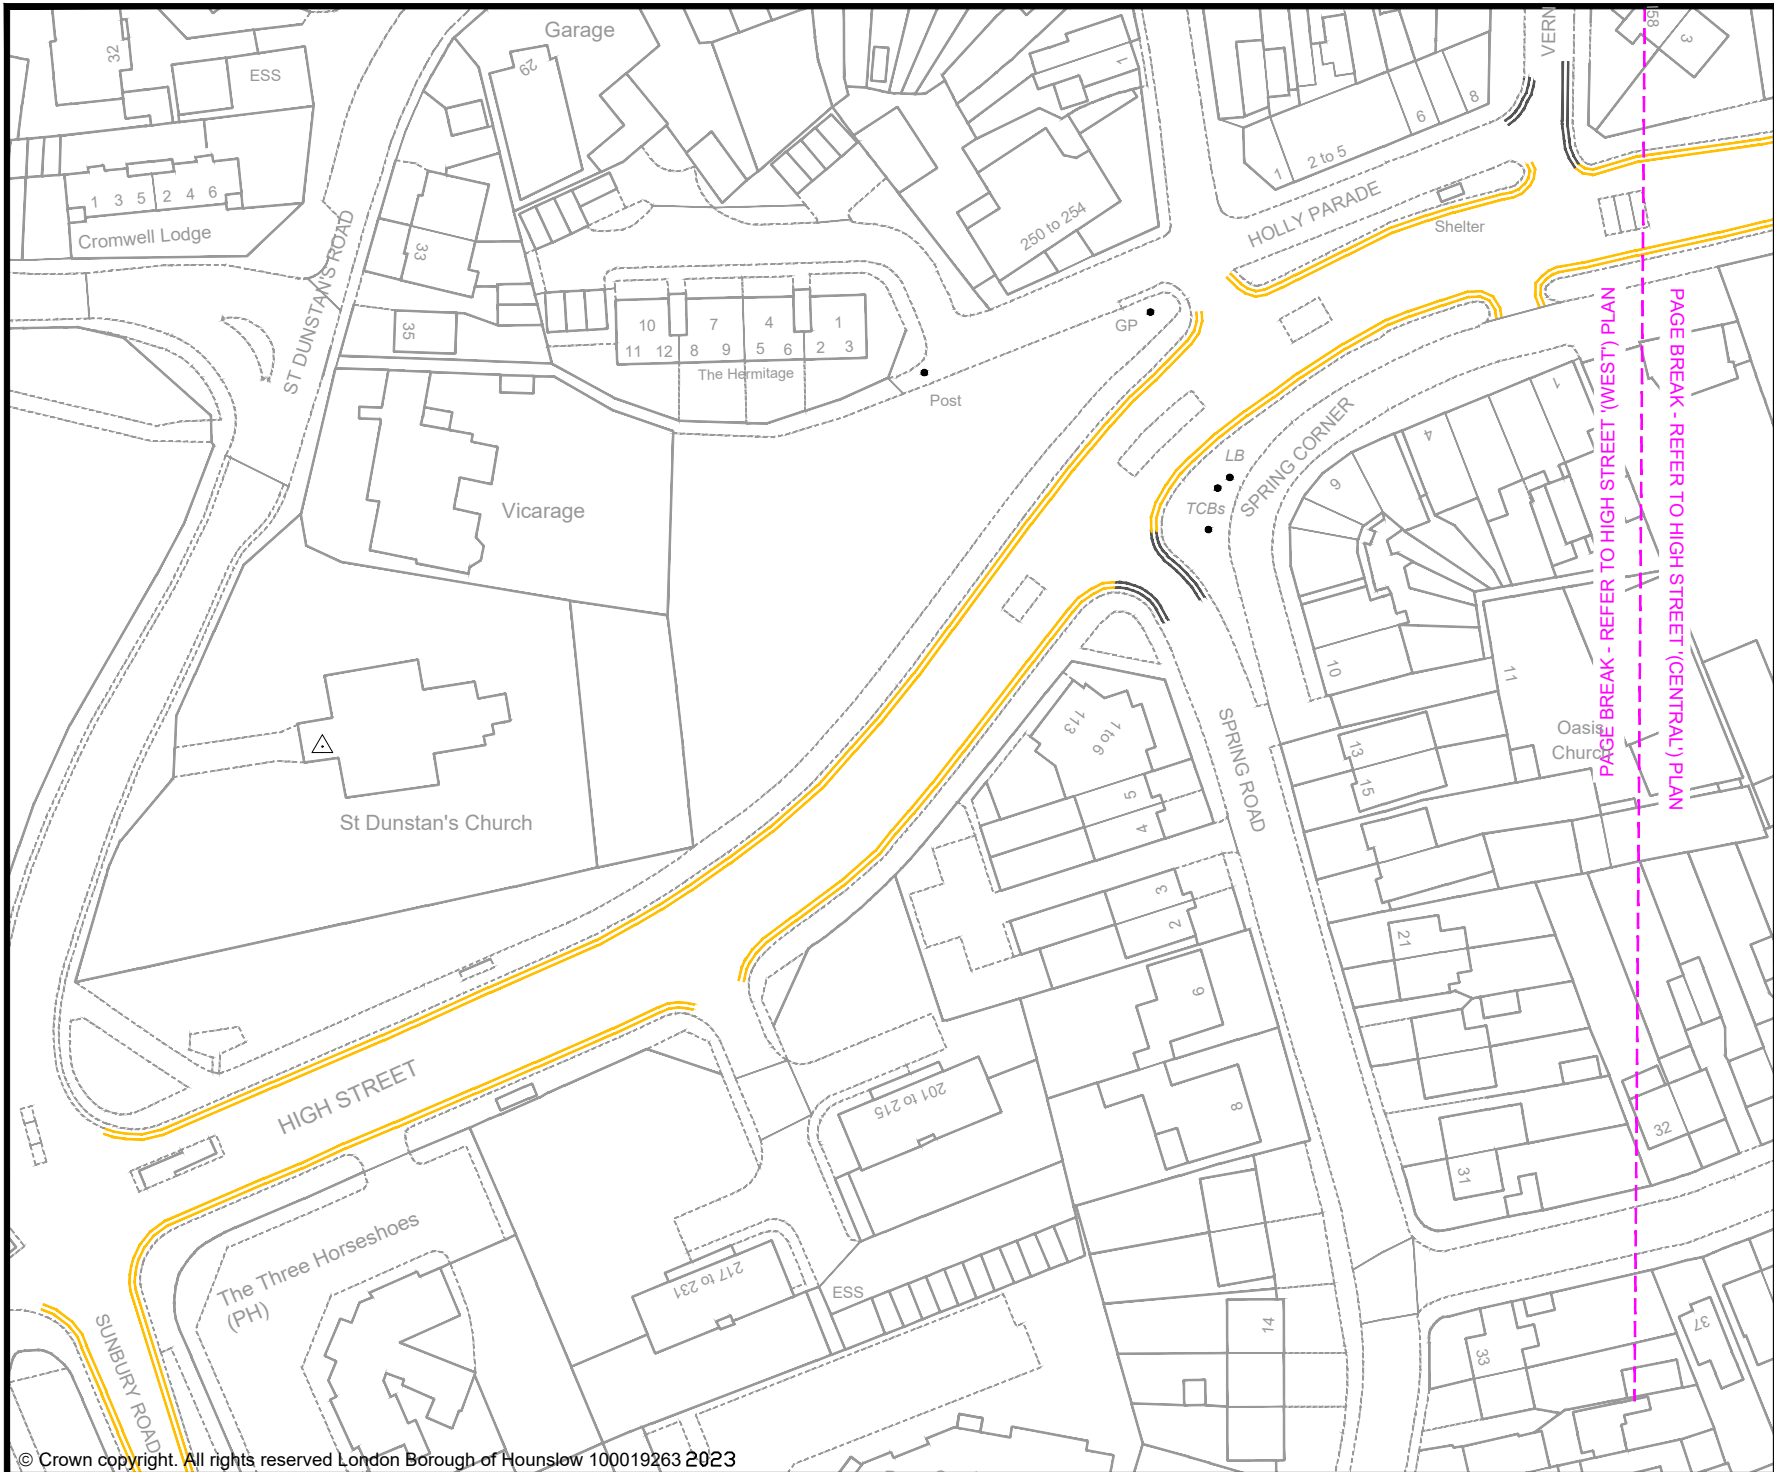 Garage
32
ESS
29
1
VERN
58
3
8
6
2 to 5
1
1 3 5 2 4 6
Cromwell Lodge
ST DUNSTAN'S ROAD
33
250 to 254
HOLLY PARADE
Shelter
35
10
7
4
1
11 12 8 9 5 6 2 3
The Hermitage
GP
Post
PAGE BREAK - REFER TO HIGH STREET '(WEST') PLAN
PAGE BREAK - REFER TO HIGH STREET '(CENTRAL') PLAN
Vicarage
LB
TCBs
SPRING CORNER
1
4
9
10
11
Oasis
Church
113
1 to 6
5
4
SPRING ROAD
13
15
St Dunstan's Church
3
2
21
9
8
HIGH STREET
201 to 215
32
31
The Three Horseshoes
(PH)
217 to 231
ESS
14
33
37
SUNBURY ROAD
© Crown copyright. All rights reserved London Borough of Hounslow 100019263 2023